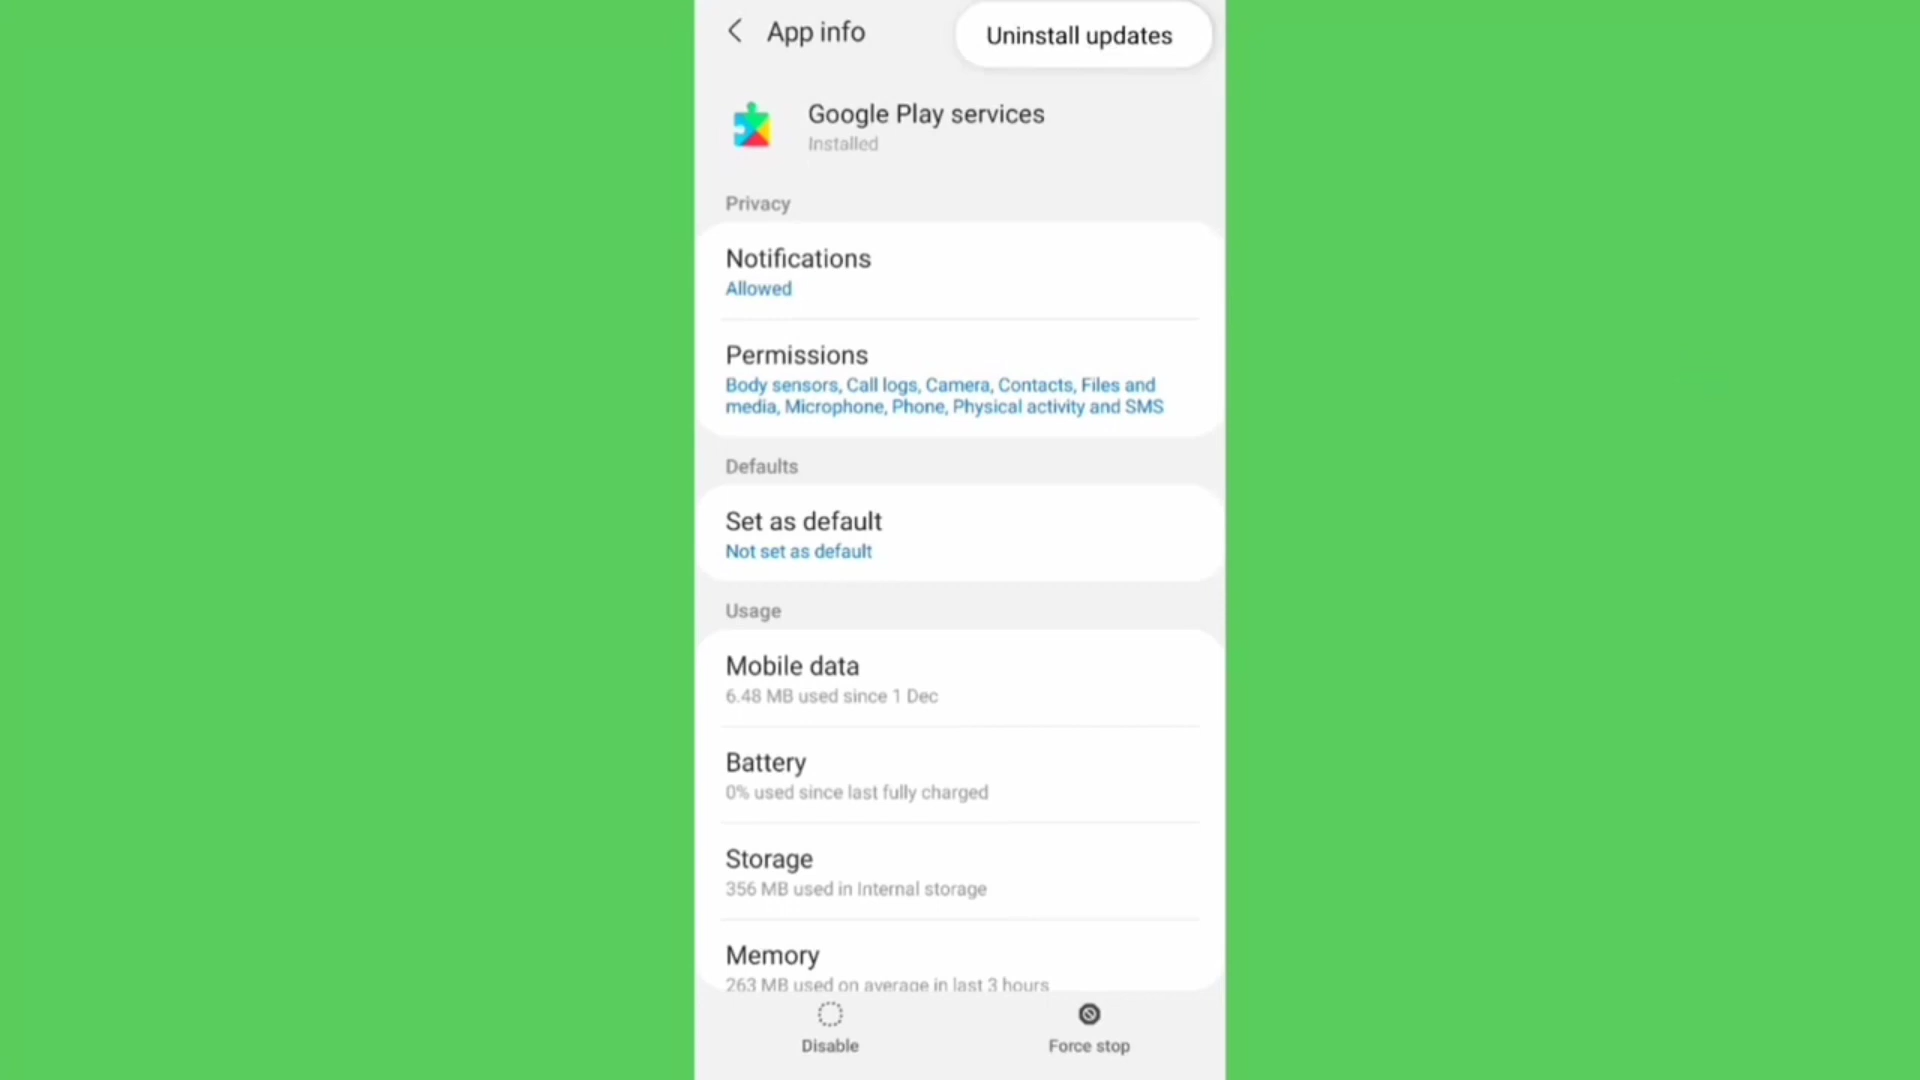 App info
Uninstall updates
Google Play services
Installed
Privacy
Notifications
Allowed
Permissions
Body sensors, Call logs, Camera, Contacts, Files and
media, Microphone, Phone, Physical activity and SMS
Defaults
Set as default
Not set as default
Usage
Mobile data
6.48 MB used since 1 Dec
Battery
0% used since last fully charged
Storage
356 MB used in Internal storage
Memory
263 MB used on average in last 3 hours
Disable
Force stop